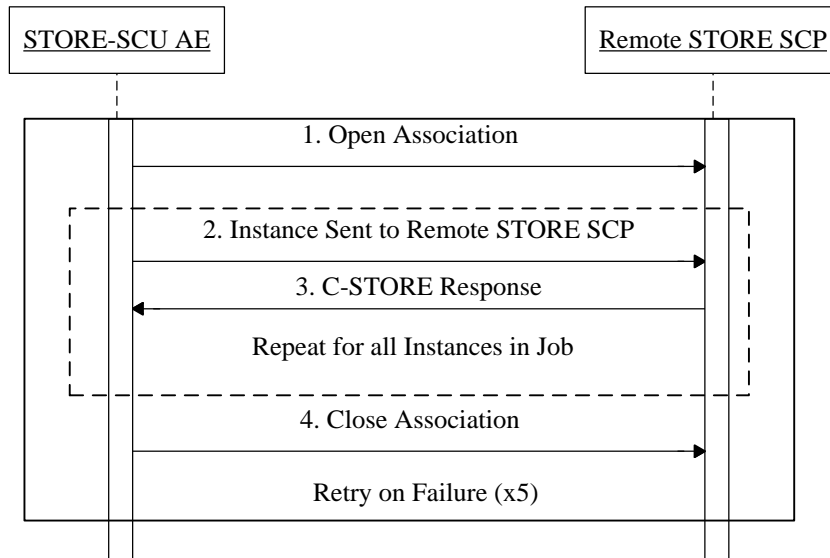 STORE-SCU AE
Remote STORE SCP
1. Open Association
2. Instance Sent to Remote STORE SCP
3. C-STORE Response
Repeat for all Instances in Job
4. Close Association
Retry on Failure (x5)